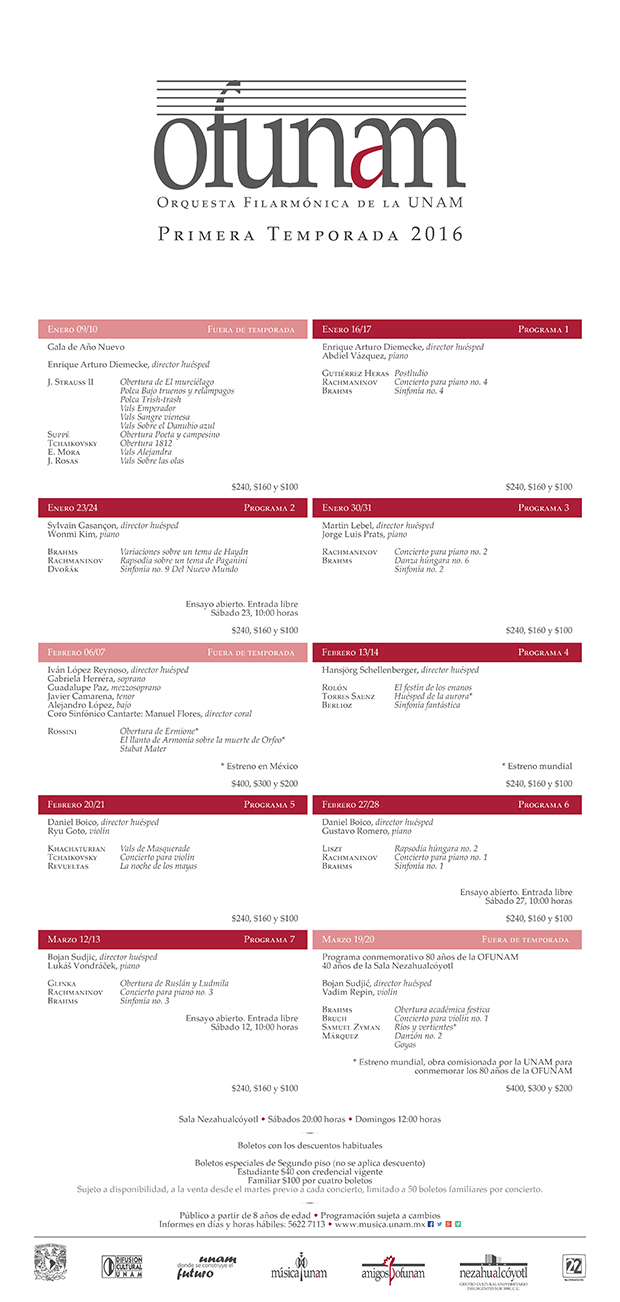 ofunam
Orquesta Filarmónica de la UNAM
Primera Temporada 2016
Enero 09/10 Fuera de temporada
Gala de Año Nuevo
Enrique Arturo Diemecke, director huésped
J. Strauss II Obertura de El murciélago
Polca Bajo truenos y relámpagos
Polca Trish-trash
Vals Emperador
Vals Sangre vienesa
Vals Sobre el Danubio azul
Suppé Obertura Poeta y campesino
Tchaikovsky Obertura 1812
E. Mora Vals Alejandra
J. Rosas Vals Sobre las olas
$240, $160 y $100
Enero 16/17 Programa 1
Enrique Arturo Diemecke, director huésped
Abdiel Vázquez, piano
Gutiérrez Heras Postludio
Rachmaninov Concierto para piano no. 4
Brahms Sinfonía no. 4
$240, $160 y $100
Enero 23/24 Programa 2
Sylvain Gasançon, director huésped
Wonmi Kim, piano
Brahms Variaciones sobre un tema de Haydn
Rachmaninov Rapsodia sobre un tema de Paganini
Dvořák Sinfonía no. 9 Del Nuevo Mundo
Ensayo abierto. Entrada libre
Sábado 23, 10:00 horas
$240, $160 y $100
Enero 30/31 Programa 3
Martin Lebel, director huésped
Jorge Luis Prats, piano
Rachmaninov Concierto para piano no. 2
Brahms Danza húngara no. 6
Sinfonía no. 2
$240, $160 y $100
Febrero 06/07 Fuera de temporada
Iván López Reynoso, director huésped
Gabriela Herrera, soprano
Guadalupe Paz, mezzosoprano
Javier Camarena, tenor
Alejandro López, bajo
Coro Sinfónico Cantarte: Manuel Flores, director coral
Rossini Obertura de Ermione*
El llanto de Armonía sobre la muerte de Orfeo*
Stabat Mater
* Estreno en México
$400, $300 y $200
Febrero 13/14 Programa 4
Hansjörg Schellenberger, director huésped
Rolón El festín de los enanos
Torres Saenz Huésped de la aurora*
Berlioz Sinfonía fantástica
* Estreno mundial
$240, $160 y $100
Febrero 20/21 Programa 5
Daniel Boico, director huésped
Ryu Goto, violín
Khachaturian Vals de Masquerade
Tchaikovsky Concierto para violín
Revueltas La noche de los mayas
$240, $160 y $100
Febrero 27/28 Programa 6
Daniel Boico, director huésped
Gustavo Romero, piano
Liszt Rapsodia húngara no. 2
Rachmaninov Concierto para piano no. 1
Brahms Sinfonía no. 1
Ensayo abierto. Entrada libre
Sábado 27, 10:00 horas
$240, $160 y $100
Marzo 12/13 Programa 7
Bojan Sudjic, director huésped
Lukáš Vondráček, piano
Glinka Obertura de Ruslán y Ludmila
Rachmaninov Concierto para piano no. 3
Brahms Sinfonía no. 3
Ensayo abierto. Entrada libre
Sábado 12, 10:00 horas
$240, $160 y $100
Marzo 19/20 Fuera de temporada
Programa conmemorativo 80 años de la OFUNAM
40 años de la Sala Nezahualcóyotl
Bojan Sudjić, director huésped
Vadim Repin, violín
Brahms Obertura académica festiva
Bruch Concierto para violín no. 1
Samuel Zyman Ríos y vertientes*
Márquez Danzón no. 2
Goyas
* Estreno mundial, obra comisionada por la UNAM para
conmemorar los 80 años de la OFUNAM
$400, $300 y $200
Sala Nezahualcóyotl • Sábados 20:00 horas • Domingos 12:00 horas
Boletos con los descuentos habituales
Boletos especiales de Segundo piso (no se aplica descuento)
Estudiante $40 con credencial vigente
Familiar $100 por cuatro boletos
Sujeto a disponibilidad, a la venta desde el martes previo a cada concierto, limitado a 50 boletos familiares por concierto.
Público a partir de 8 años de edad • Programación sujeta a cambios
Informes en días y horas hábiles: 5622 7113 • www.musica.unam.mx
DIFUSIÓN
CULTURAL
UNAM
unam
donde se construye el
futuro
música unam
amigos ofunam
nezahualcóyotl
CENTRO CULTURAL UNIVERSITARIO
INSURGENTES SUR 3000, C.U.
22